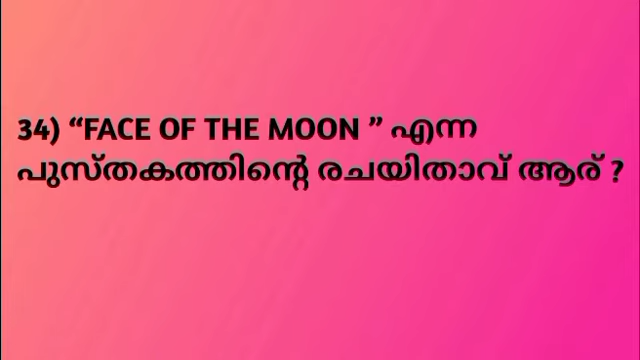 34) “FACE OF THE MOON ” എന്ന
പുസ്തകത്തിന്റെ രചയിതാവ് ആര് ?